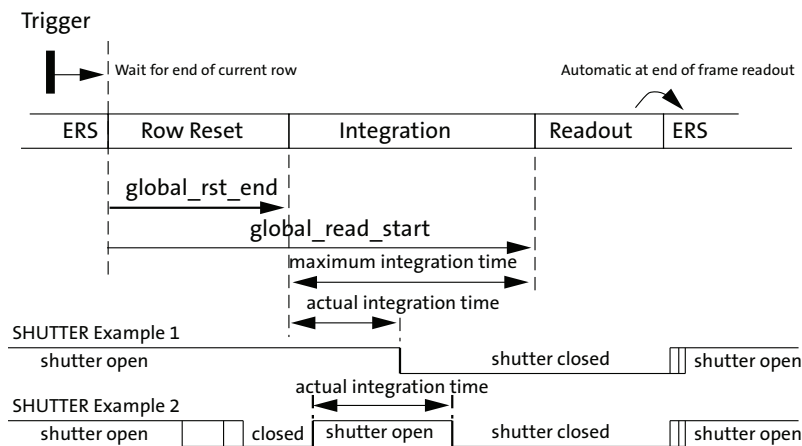 Trigger
Wait for end of current row
Automatic at end of frame readout
ERS Row Reset Integration Readout ERS
global_rst_end
global_read_start
maximum integration time
actual integration time
SHUTTER Example 1
shutter open shutter closed shutter open
actual integration time
SHUTTER Example 2
shutter open closed shutter open shutter closed shutter open